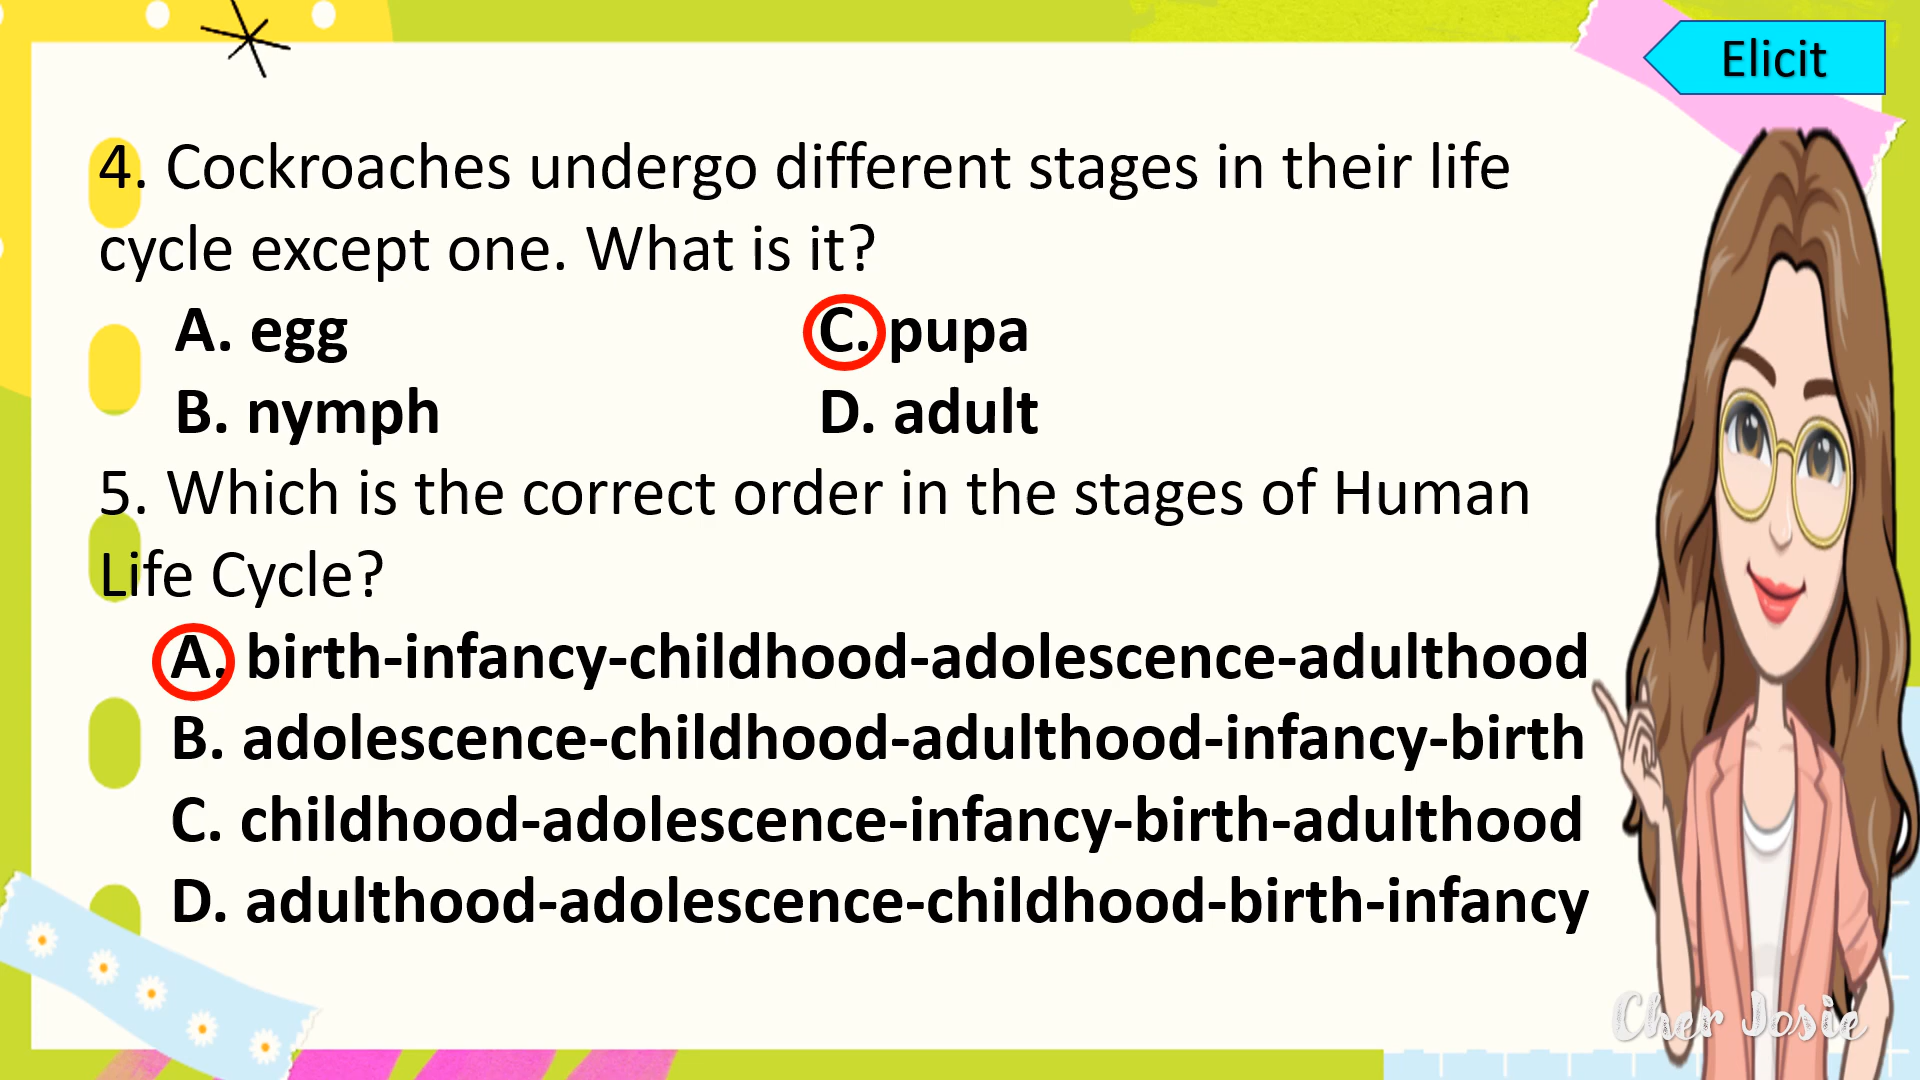 Elicit
4. Cockroaches undergo different stages in their life
cycle except one. What is it?
A. egg C. pupa
B. nymph D. adult
5. Which is the correct order in the stages of Human
Life Cycle?
A. birth-infancy-childhood-adolescence-adulthood
B. adolescence-childhood-adulthood-infancy-birth
C. childhood-adolescence-infancy-birth-adulthood
D. adulthood-adolescence-childhood-birth-infancy
Cher Josie